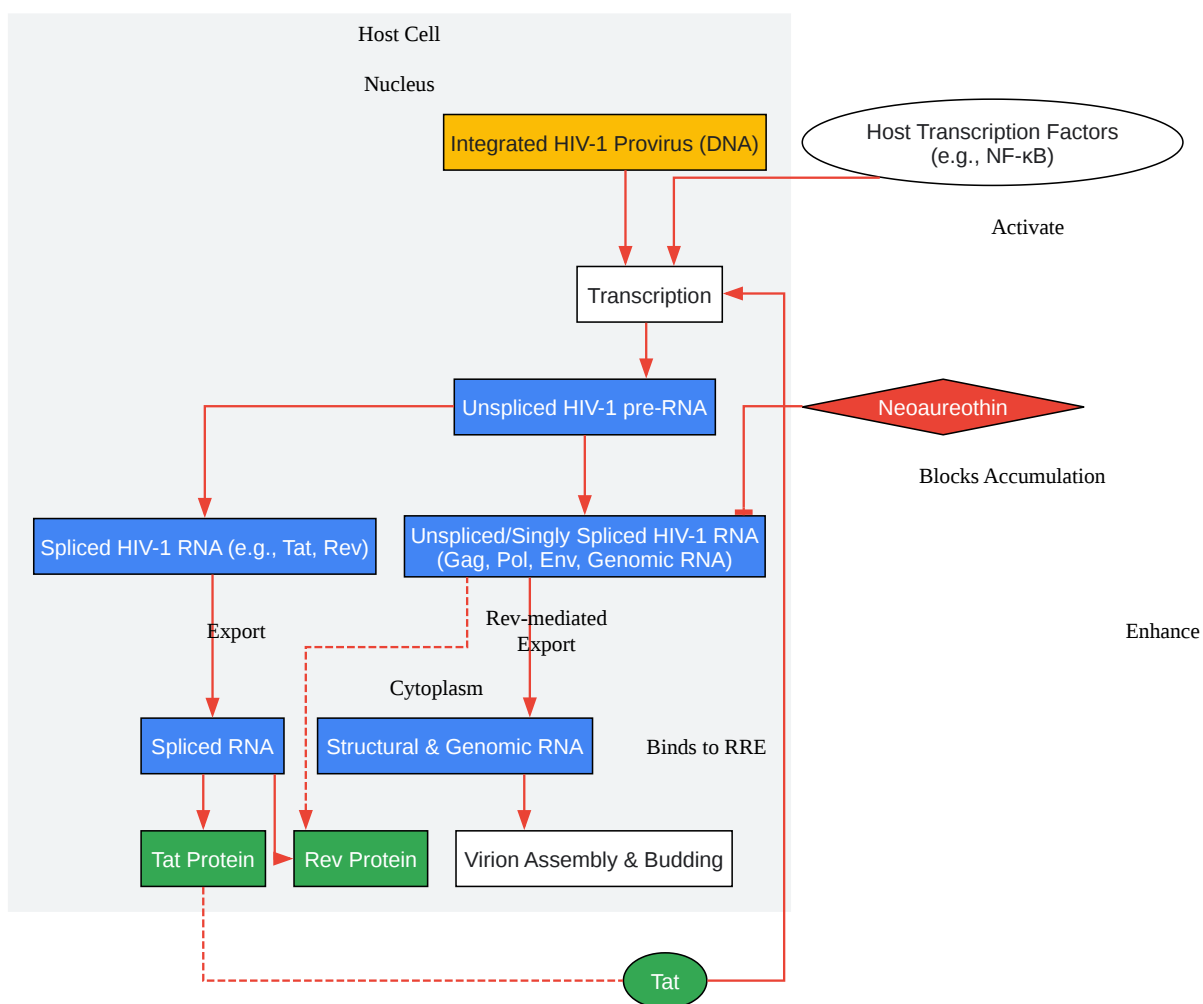 Host Cell
Nucleus
Integrated HIV-1 Provirus (DNA)
Host Transcription Factors
(e.g., NF-κB)
Activate
Transcription
Unspliced HIV-1 pre-RNA
Neoaureothin
Blocks Accumulation
Spliced HIV-1 RNA (e.g., Tat, Rev)
Unspliced/Singly Spliced HIV-1 RNA
(Gag, Pol, Env, Genomic RNA)
Export
Rev-mediated
Export
Enhance
Cytoplasm
Spliced RNA
Structural & Genomic RNA
Binds to RRE
Tat Protein
Rev Protein
Virion Assembly & Budding
Tat